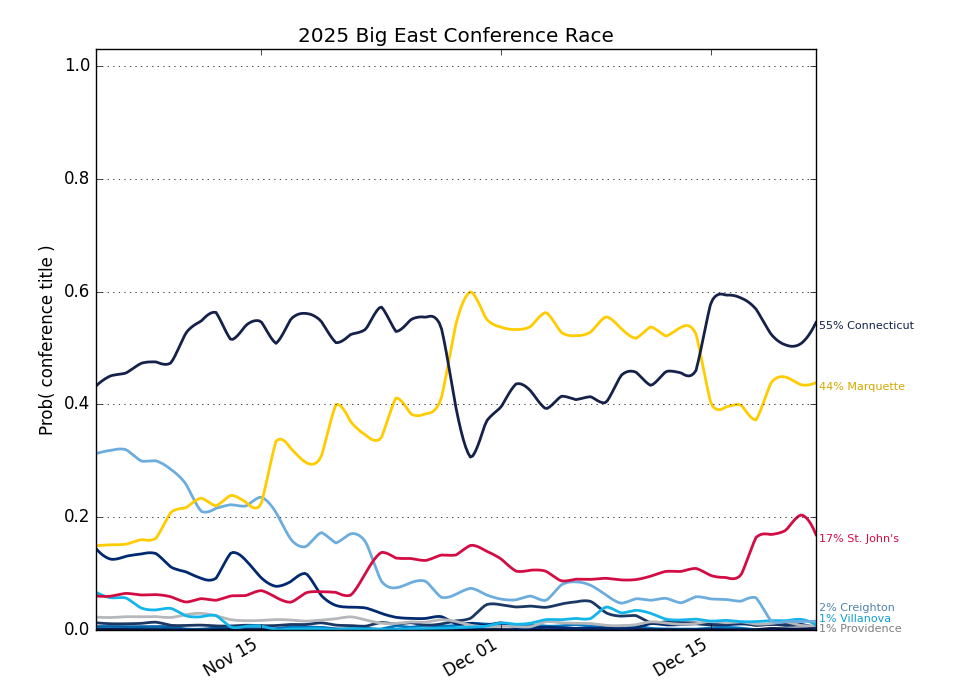 2025 Big East Conference Race
Prob( conference title )
1.0
0.8
0.6
0.4
0.2
0.0
Nov 15
Dec 01
Dec 15
55% Connecticut
44% Marquette
17% St. John's
2% Creighton
1% Villanova
1% Providence